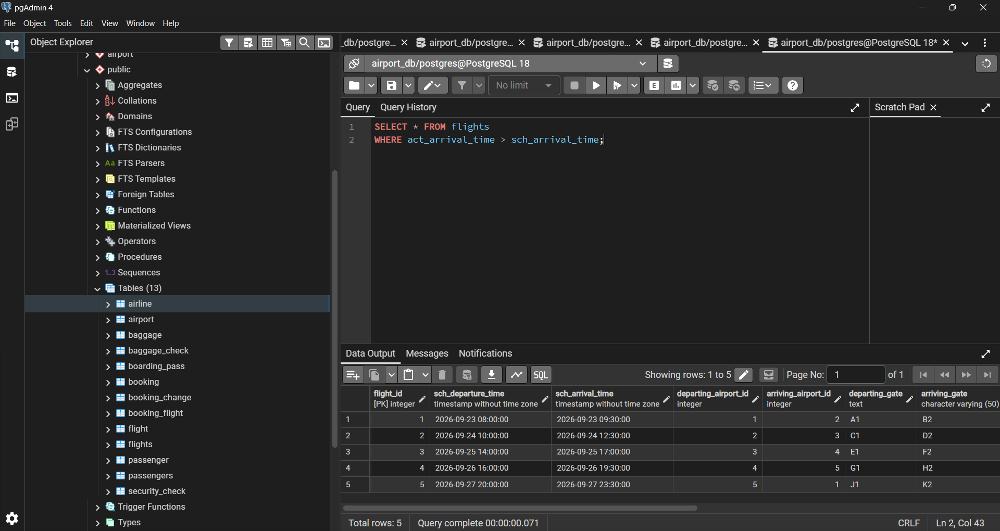 pgAdmin 4
File Object Tools Edit View Window Help
Object Explorer
airport
public
Aggregates
Collations
Domains
FTS Configurations
FTS Dictionaries
Aa FTS Parsers
FTS Templates
Foreign Tables
Functions
Materialized Views
Operators
Procedures
1..3 Sequences
Tables (13)
airline
airport
baggage
baggage_check
boarding_pass
booking
booking_change
booking_flight
flight
flights
passenger
passengers
security_check
Trigger Functions
Types
_db/postgre... airport_db/postgre... airport_db/postgre... airport_db/postgre... airport_db/postgres@PostgreSQL 18*
airport_db/postgres@PostgreSQL 18
No limit E
Query Query History
1 SELECT * FROM flights
2 WHERE act_arrival_time > sch_arrival_time;
Scratch Pad
Data Output Messages Notifications
SQL Showing rows: 1 to 5 Page No: 1 of 1
flight_id sch_departure_time sch_arrival_time departing_airport_id arriving_airport_id departing_gate arriving_gate
[PK] integer timestamp without time zone timestamp without time zone integer integer text character varying (50)
1 1 2026-09-23 08:00:00 2026-09-23 09:30:00 1 2 A1 B2
2 2 2026-09-24 10:00:00 2026-09-24 12:30:00 2 3 C1 D2
3 3 2026-09-25 14:00:00 2026-09-25 17:00:00 3 4 E1 F2
4 4 2026-09-26 16:00:00 2026-09-26 19:30:00 4 5 G1 H2
5 5 2026-09-27 20:00:00 2026-09-27 23:30:00 5 1 J1 K2
Total rows: 5 Query complete 00:00:00.071 CRLF Ln 2, Col 43